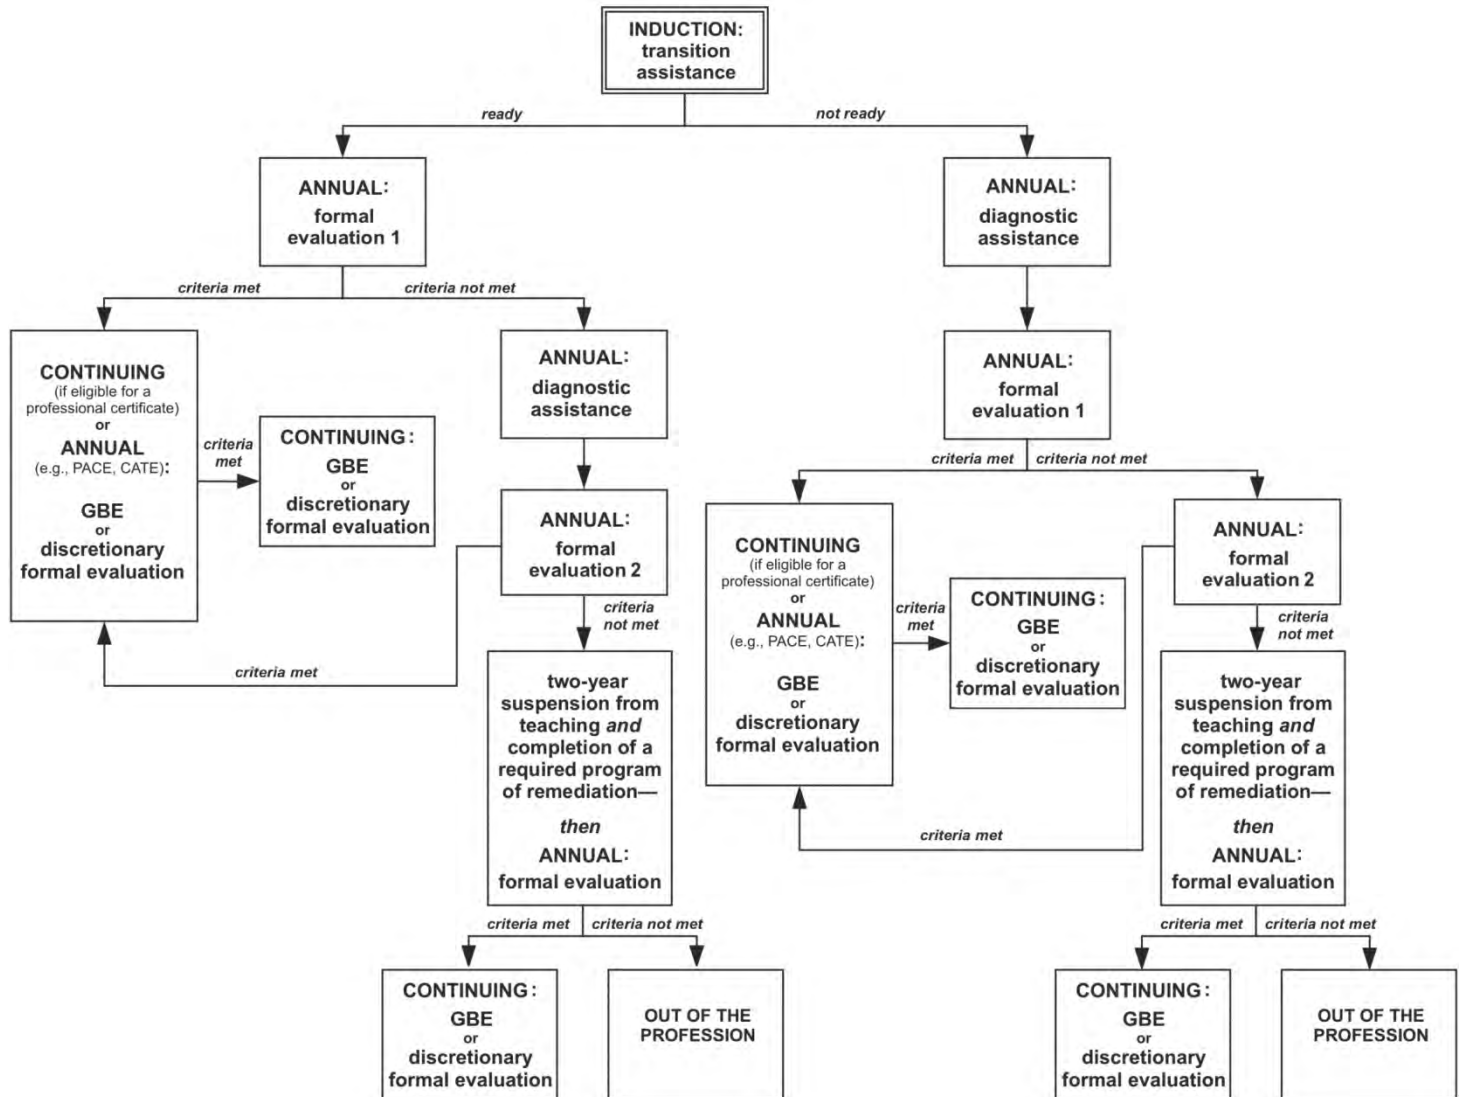 INDUCTION:
transition
assistance
ready
not ready
ANNUAL:
formal
evaluation 1
ANNUAL:
diagnostic
assistance
criteria met
criteria not met
CONTINUING
(if eligible for a
professional certificate)
or
ANNUAL
(e.g., PACE, CATE):
GBE
or
discretionary
formal evaluation
criteria
met
CONTINUING:
GBE
or
discretionary
formal evaluation
ANNUAL:
diagnostic
assistance
ANNUAL:
formal
evaluation 2
criteria met
criteria
not met
two-year
suspension from
teaching and
completion of a
required program
of remediation—
then
ANNUAL:
formal evaluation
criteria met
criteria not met
CONTINUING:
GBE
or
discretionary
formal evaluation
OUT OF THE
PROFESSION
ANNUAL:
formal
evaluation 1
criteria met
criteria not met
CONTINUING
(if eligible for a
professional certificate)
or
ANNUAL
(e.g., PACE, CATE):
GBE
or
discretionary
formal evaluation
criteria
met
CONTINUING:
GBE
or
discretionary
formal evaluation
ANNUAL:
formal
evaluation 2
criteria met
criteria
not met
two-year
suspension from
teaching and
completion of a
required program
of remediation—
then
ANNUAL:
formal evaluation
criteria met
criteria not met
CONTINUING:
GBE
or
discretionary
formal evaluation
OUT OF THE
PROFESSION